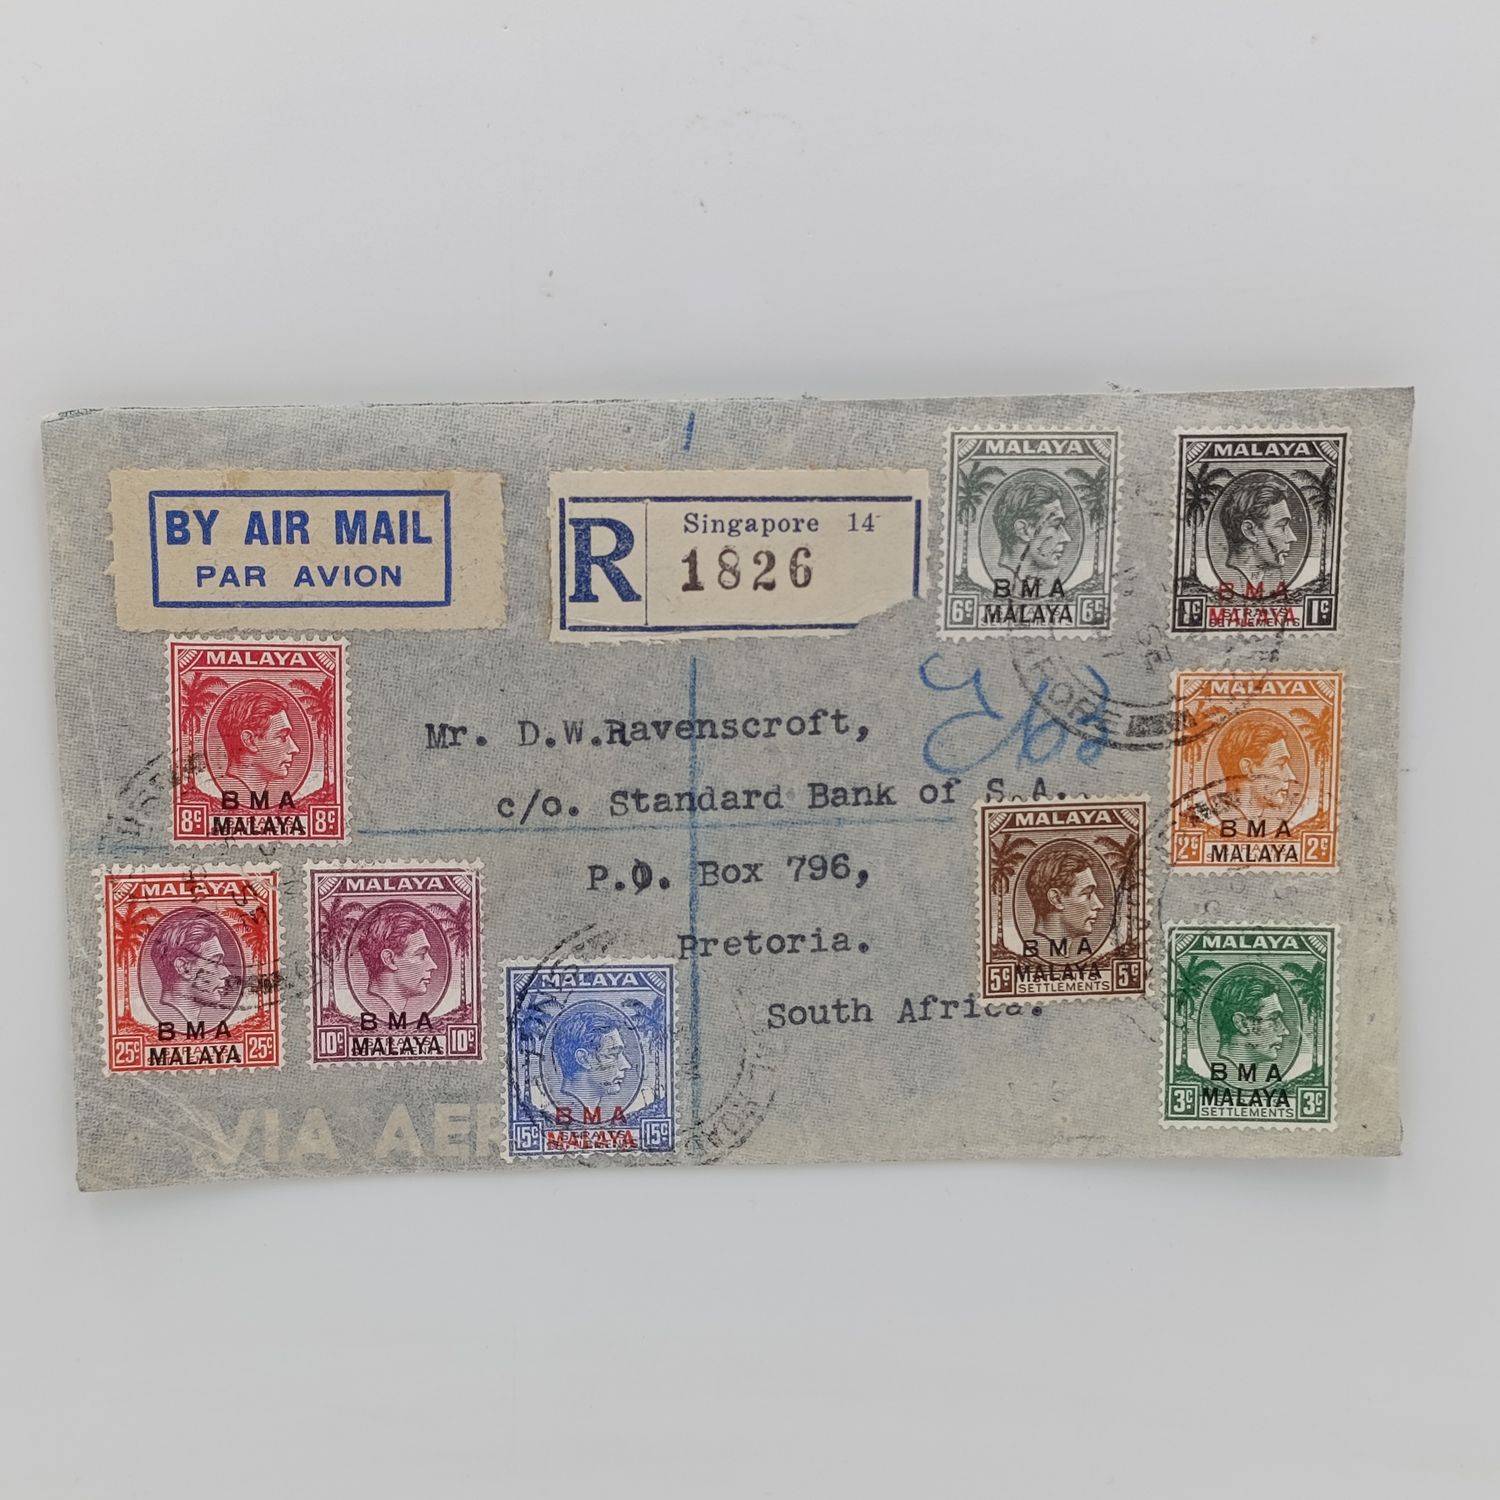 BY AIR MAIL
PAR AVION
R
Singapore 14
1826
MALAYA
BMA
MALAYA
6c 6c
MALAYA
BMA
MALAYA
1c 1c
MALAYA
BMA
MALAYA
8c 8c
Mr. D.W.Ravenscroft,
c/o. Standard Bank of S.A.
P.O. Box 796,
Pretoria.
South Africa.
MALAYA
BMA
MALAYA
2c 2c
MALAYA
BMA
MALAYA
5c 5c
SETTLEMENTS
MALAYA
BMA
MALAYA
25c 25c
MALAYA
BMA
MALAYA
10c 10c
MALAYA
BMA
MALAYA
15c 15c
MALAYA
BMA
MALAYA
3c 3c
SETTLEMENTS
VIA AER